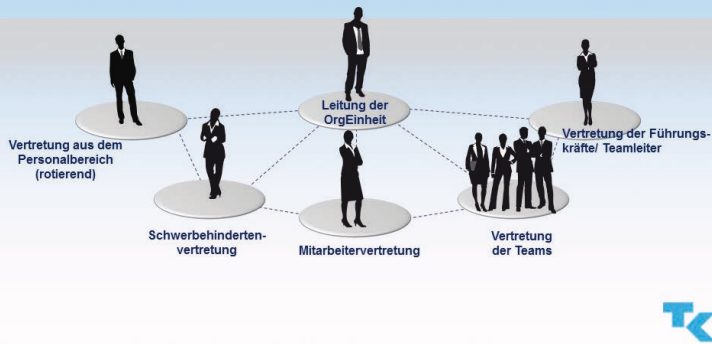 Leitung der
OrgEinheit
Vertretung aus dem
Personalbereich
(rotierend)
Vertretung der Führungs-
kräfte/ Teamleiter
Schwerbehinderten-
vertretung
Mitarbeitervertretung
Vertretung
der Teams
TK